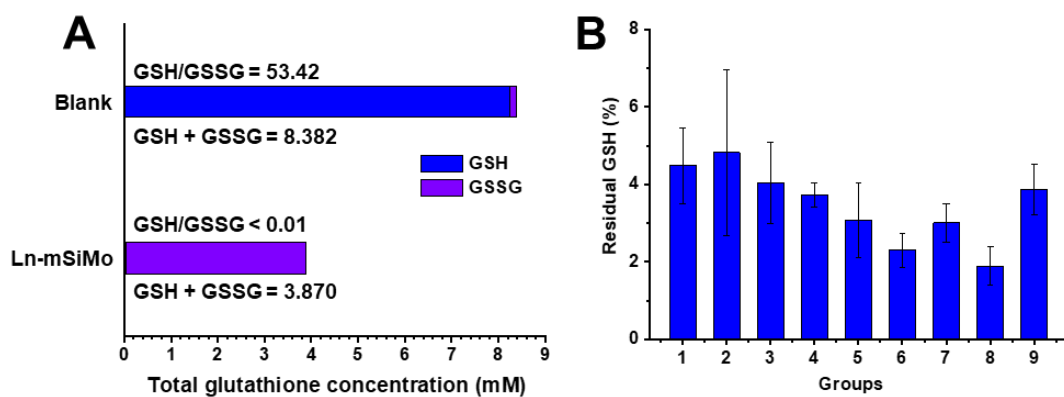 A
GSH/GSSG = 53.42
Blank
GSH + GSSG = 8.382
GSH
GSSG
GSH/GSSG < 0.01
Ln-mSiMo
GSH + GSSG = 3.870
0 1 2 3 4 5 6 7 8 9
Total glutathione concentration (mM)
B
8
6
4
2
0
Residual GSH (%)
1 2 3 4 5 6 7 8 9
Groups